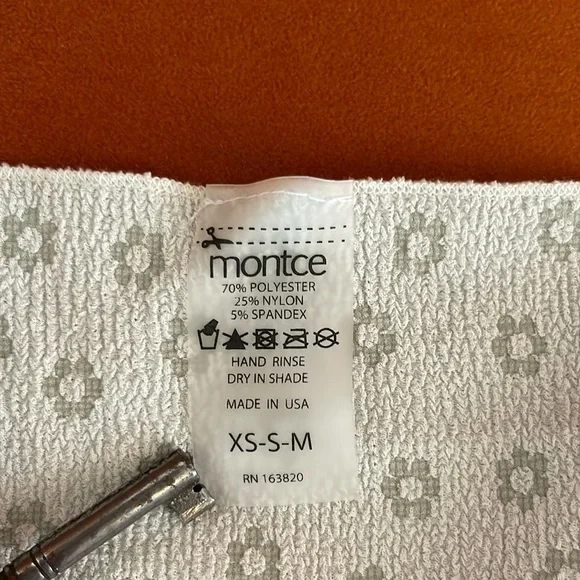 montce
70% POLYESTER
25% NYLON
5% SPANDEX
HAND RINSE
DRY IN SHADE
MADE IN USA
XS-S-M
RN 163820